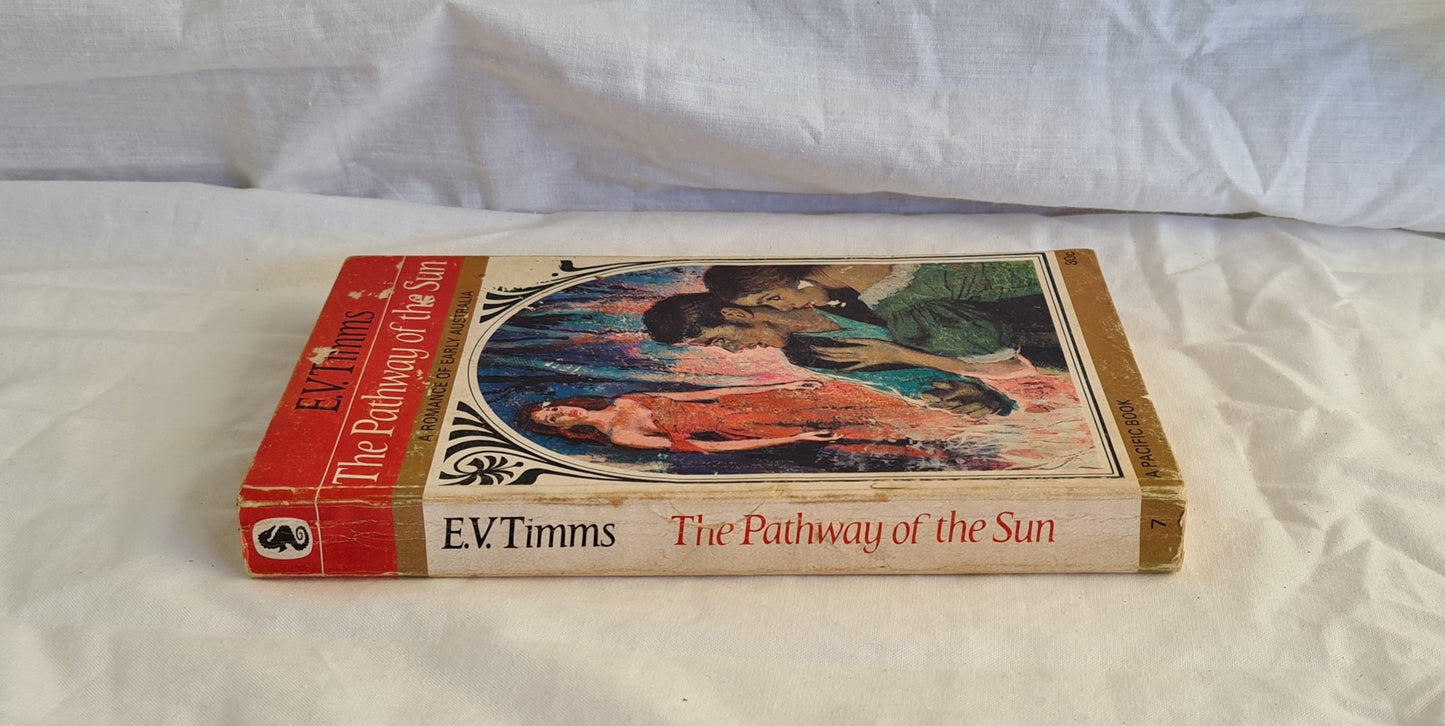 E.V. Timms
The Pathway of the Sun
A ROMANCE OF EARLY AUSTRALIA
80c
A PACIFIC BOOK
E.V. Timms The Pathway of the Sun 7